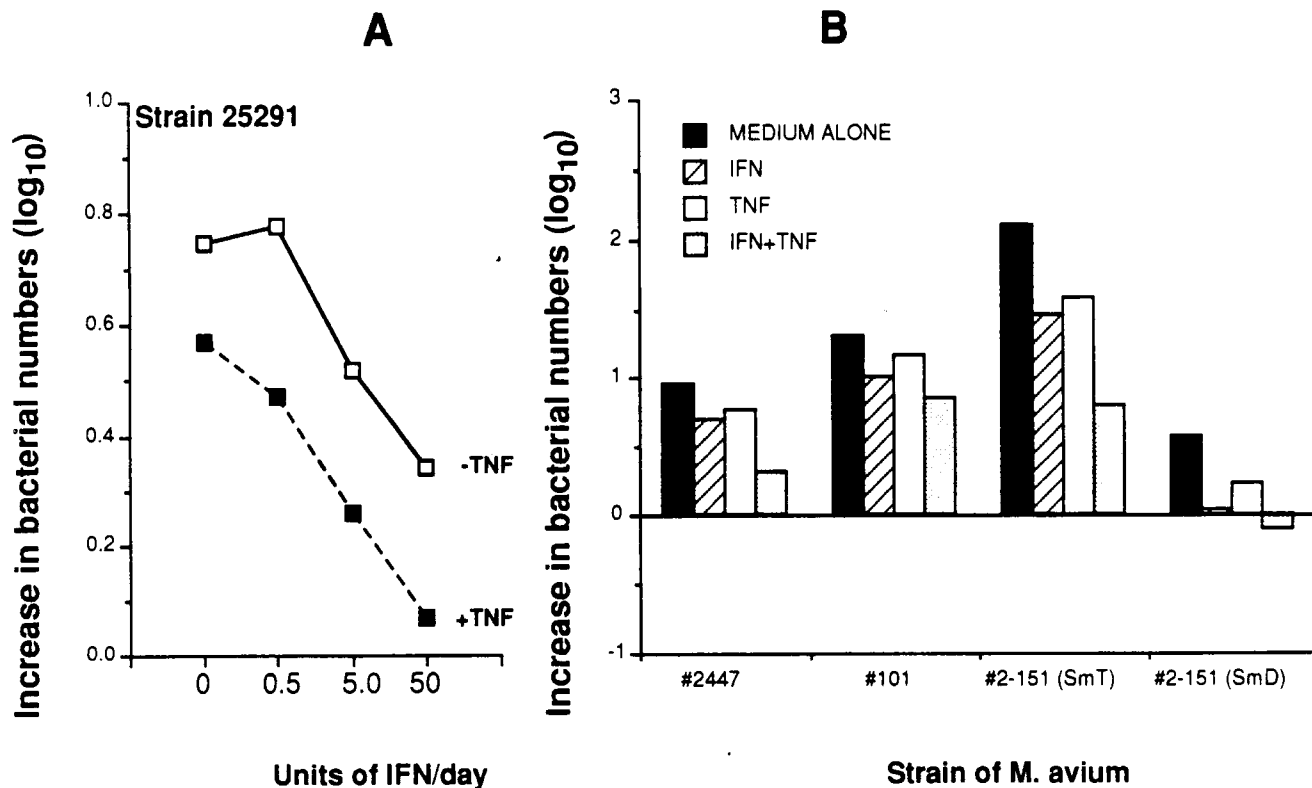 A
Increase in bacterial numbers (log10)
1.0
0.8
0.6
0.4
0.2
0.0
Strain 25291
-TNF
+TNF
0 0.5 5.0 50
Units of IFN/day
B
Increase in bacterial numbers (log10)
3
2
1
0
-1
MEDIUM ALONE
IFN
TNF
IFN+TNF
#2447 #101 #2-151 (SmT) #2-151 (SmD)
Strain of M. avium